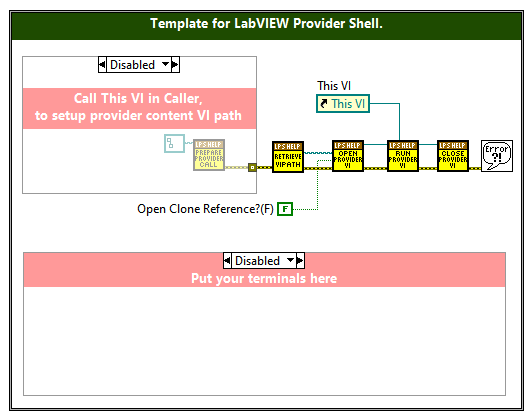 Template for LabVIEW Provider Shell.
Disabled
Call This VI in Caller,
to setup provider content VI path
This VI
This VI
LPS HELP
PREPARE
PROVIDER
CALL
LPS HELP
RETRIEVE
VI PATH
LPS HELP
OPEN
PROVIDER
VI
LPS HELP
RUN
PROVIDER
VI
LPS HELP
CLOSE
PROVIDER
VI
Error
?!
Open Clone Reference?(F)
F
Disabled
Put your terminals here